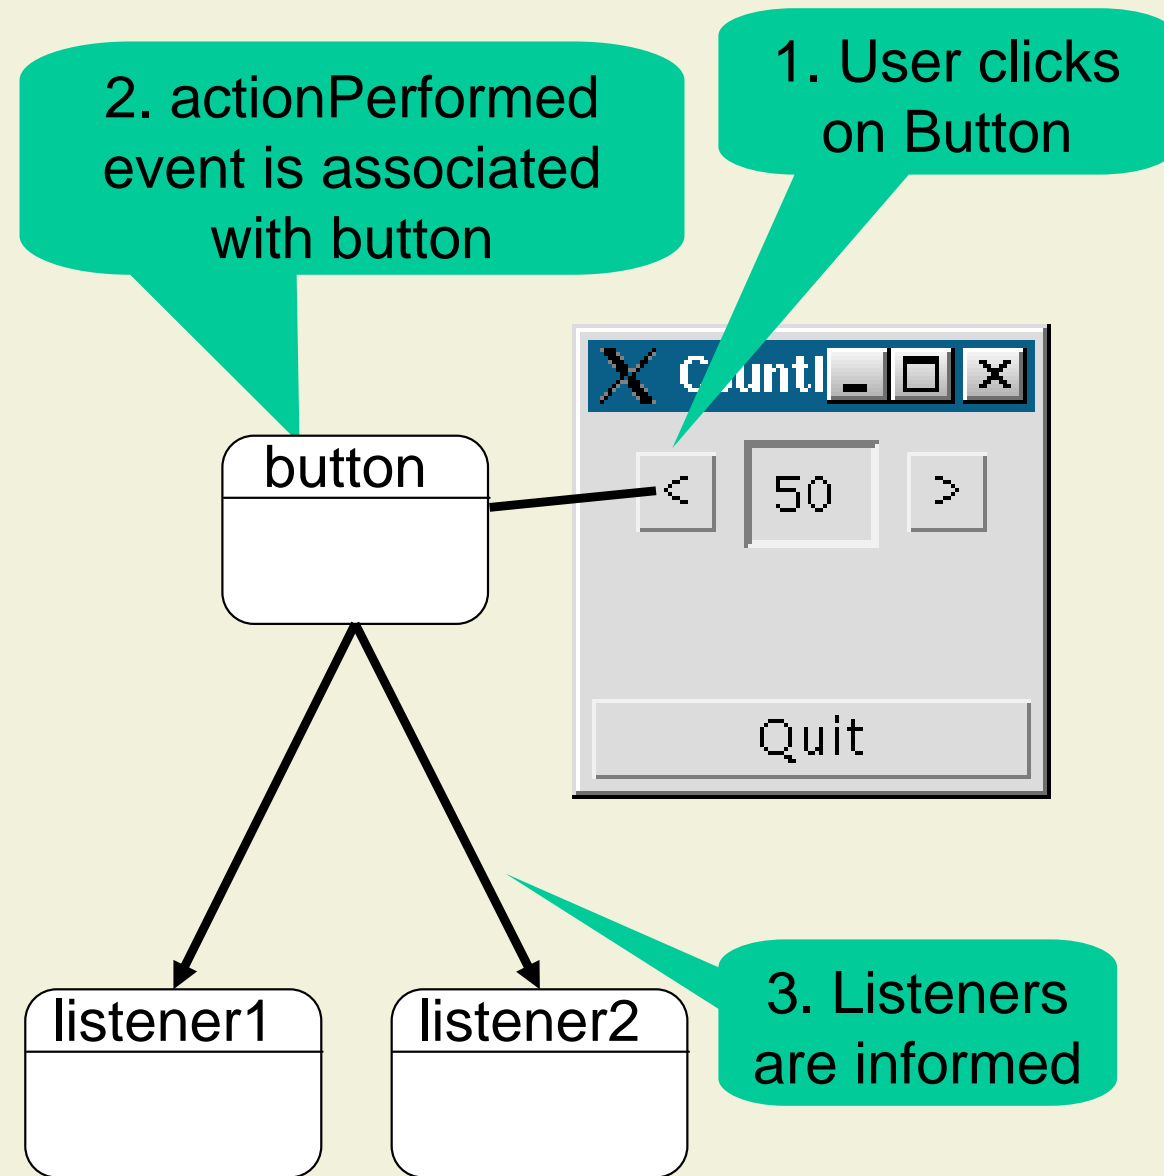 1. User clicks
on Button
2. actionPerformed
event is associated
with button
button
< 50 >
Quit
3. Listeners
are informed
listener1
listener2